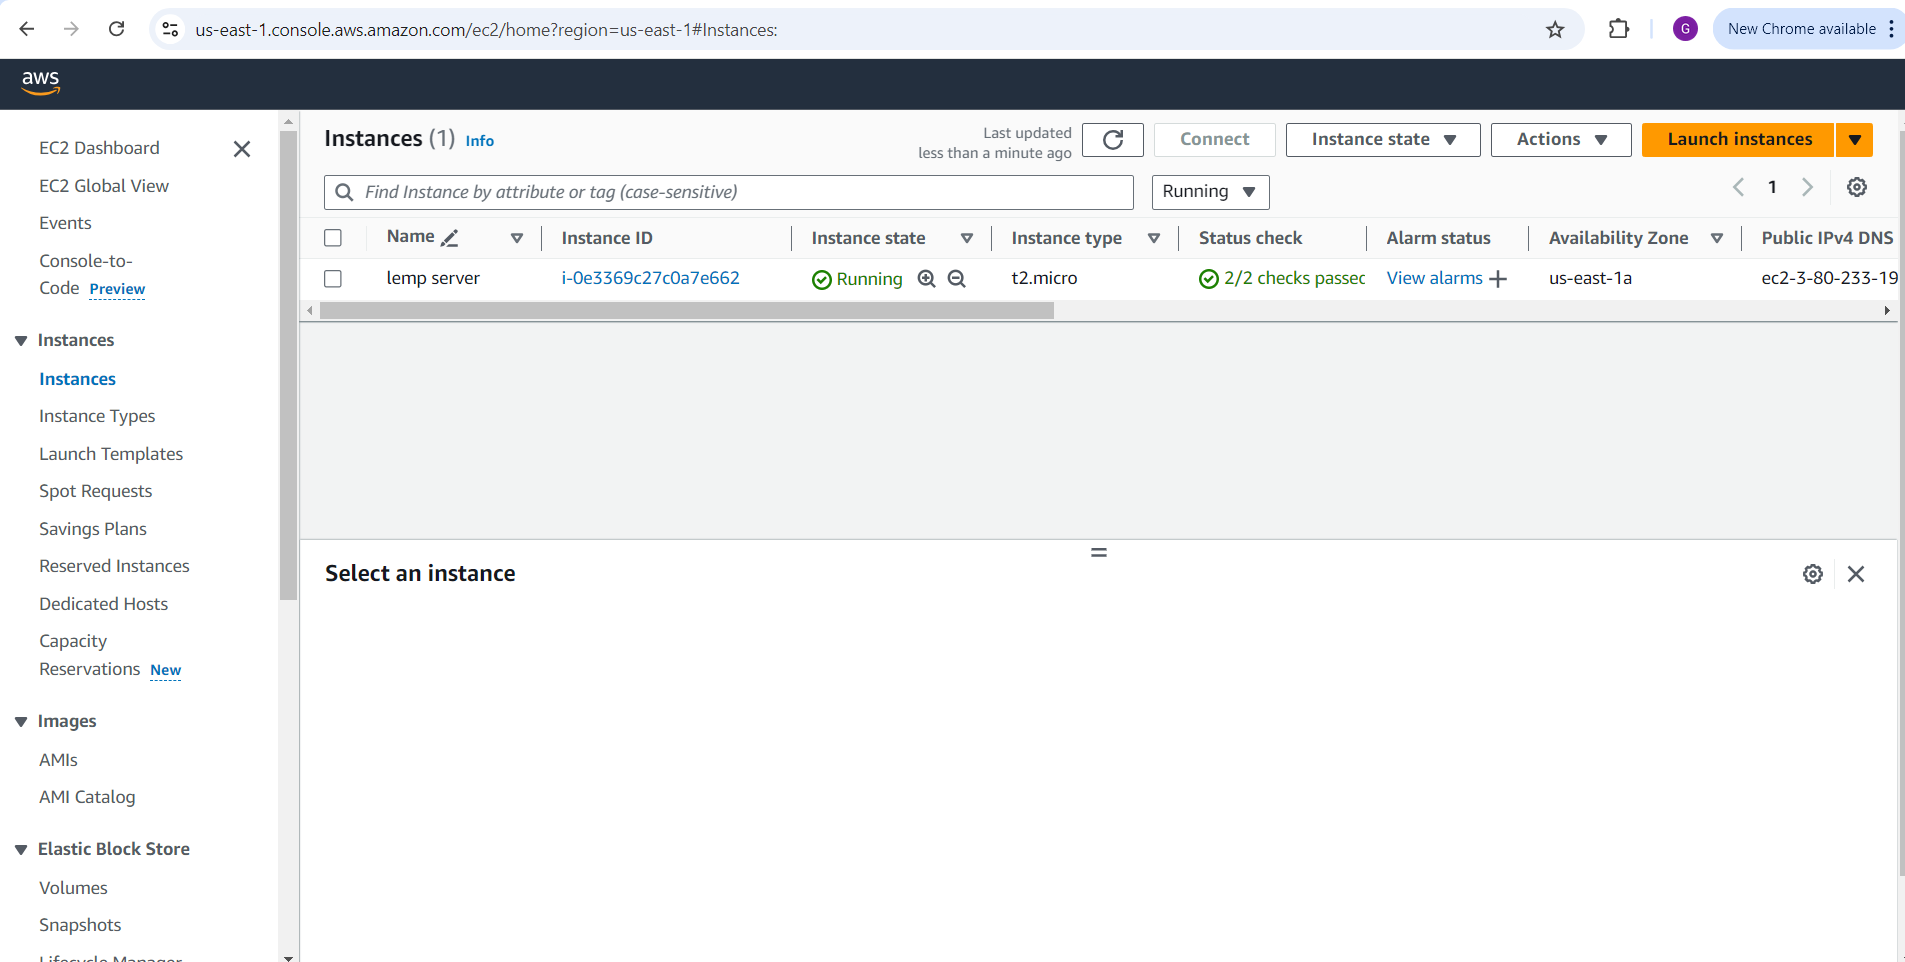 us-east-1.console.aws.amazon.com/ec2/home?region=us-east-1#Instances:
G
New Chrome available
aws
EC2 Dashboard
EC2 Global View
Events
Console-to-
Code Preview
Instances
Instances
Instance Types
Launch Templates
Spot Requests
Savings Plans
Reserved Instances
Dedicated Hosts
Capacity
Reservations New
Images
AMIs
AMI Catalog
Elastic Block Store
Volumes
Snapshots
Lifecycle Manager
Instances (1) Info
Last updated
less than a minute ago
Connect
Instance state
Actions
Launch instances
Find Instance by attribute or tag (case-sensitive)
Running
1
Name Instance ID Instance state Instance type Status check Alarm status Availability Zone Public IPv4 DNS
lemp server i-0e3369c27c0a7e662 Running t2.micro 2/2 checks passed View alarms + us-east-1a ec2-3-80-233-19
Select an instance